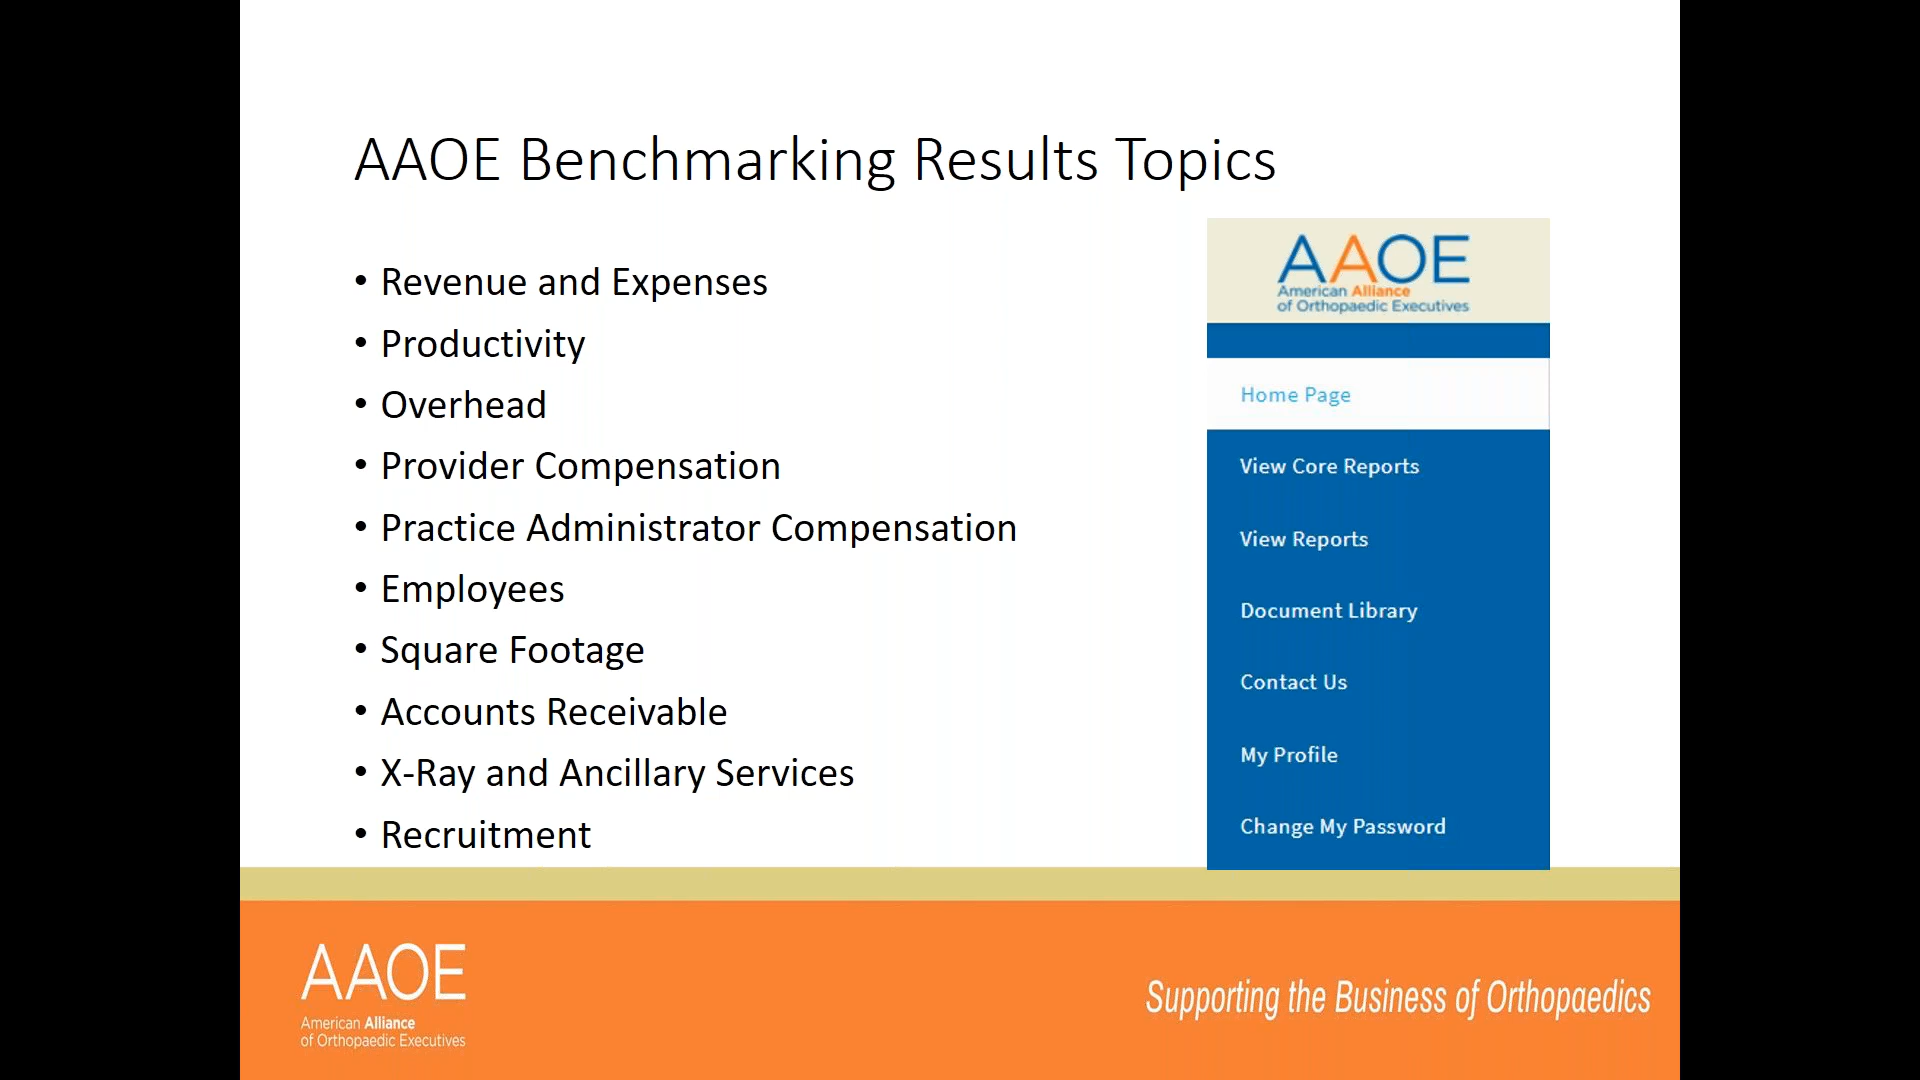 AAOE Benchmarking Results Topics
• Revenue and Expenses
• Productivity
• Overhead
• Provider Compensation
• Practice Administrator Compensation
• Employees
• Square Footage
• Accounts Receivable
• X-Ray and Ancillary Services
• Recruitment
AAOE
American Alliance
of Orthopaedic Executives
Home Page
View Core Reports
View Reports
Document Library
Contact Us
My Profile
Change My Password
AAOE
American Alliance
of Orthopaedic Executives
Supporting the Business of Orthopaedics